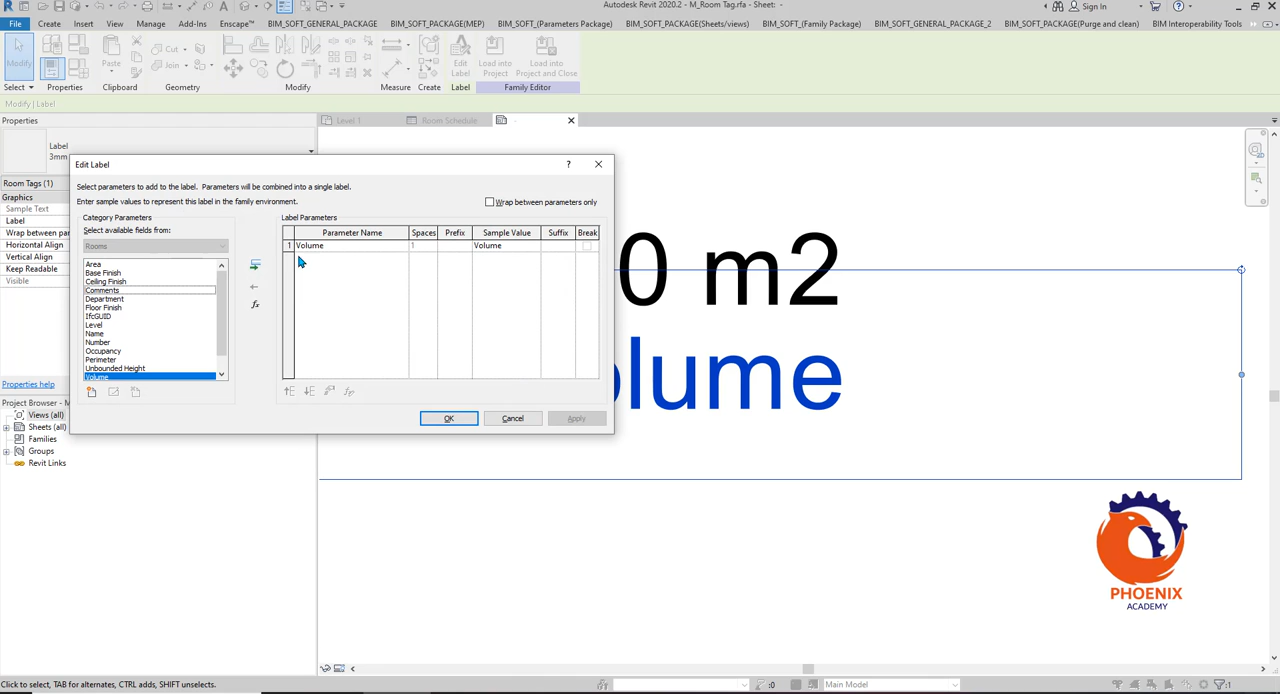 Autodesk Revit 2020.2 - M_Room Tag.rfa - Sheet:
Sign In
File Create Insert View Manage Add-Ins Enscape™ BIM_SOFT_GENERAL_PACKAGE BIM_SOFT_PACKAGE(MEP) BIM_SOFT_(Parameters Package) BIM_SOFT_PACKAGE(Sheets/views) BIM_SOFT_(Family Package) BIM_SOFT_GENERAL_PACKAGE_2 BIM_SOFT_PACKAGE(Purge and clean) BIM Interoperability Tools
Modify Paste Cut Join Edit Label Load into Project Load into Project and Close
Select Properties Clipboard Geometry Modify Measure Create Label Family Editor
Modify | Label
Properties
Level 1 Room Schedule
Label
3mm
Room Tags (1)
Graphics
Sample Text
Label
Wrap between par
Horizontal Align
Vertical Align
Keep Readable
Visible
Properties help
Project Browser - M
Views (all)
Sheets (all)
Families
Groups
Revit Links
Edit Label
?
Select parameters to add to the label. Parameters will be combined into a single label.
Enter sample values to represent this label in the family environment.
Wrap between parameters only
Category Parameters
Select available fields from:
Rooms
Area
Base Finish
Ceiling Finish
Comments
Department
Floor Finish
IfcGUID
Level
Name
Number
Occupancy
Perimeter
Unbounded Height
Volume
Label Parameters
Parameter Name Spaces Prefix Sample Value Suffix Break
1 Volume 1 Volume
OK Cancel Apply
0 m2
olume
PHOENIX
ACADEMY
Click to select, TAB for alternates, CTRL adds, SHIFT unselects.
:0
Main Model
:1